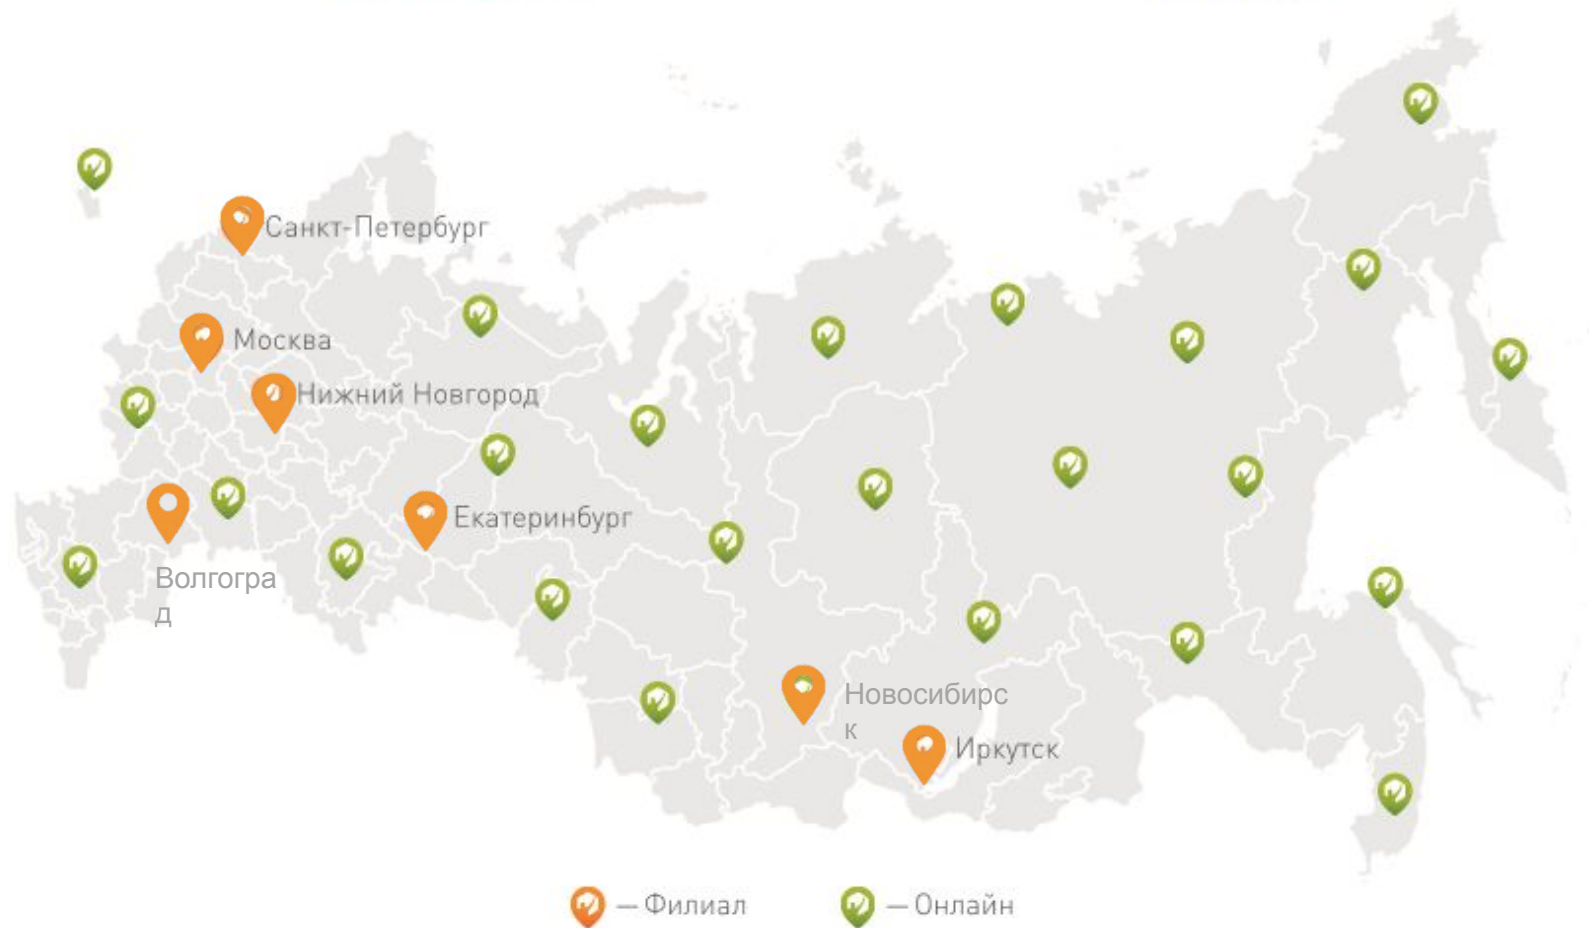 Санкт-Петербург
Москва
Нижний Новгород
Екатеринбург
Волгогра
д
Новосибирс
к
Иркутск
— Филиал
— Онлайн